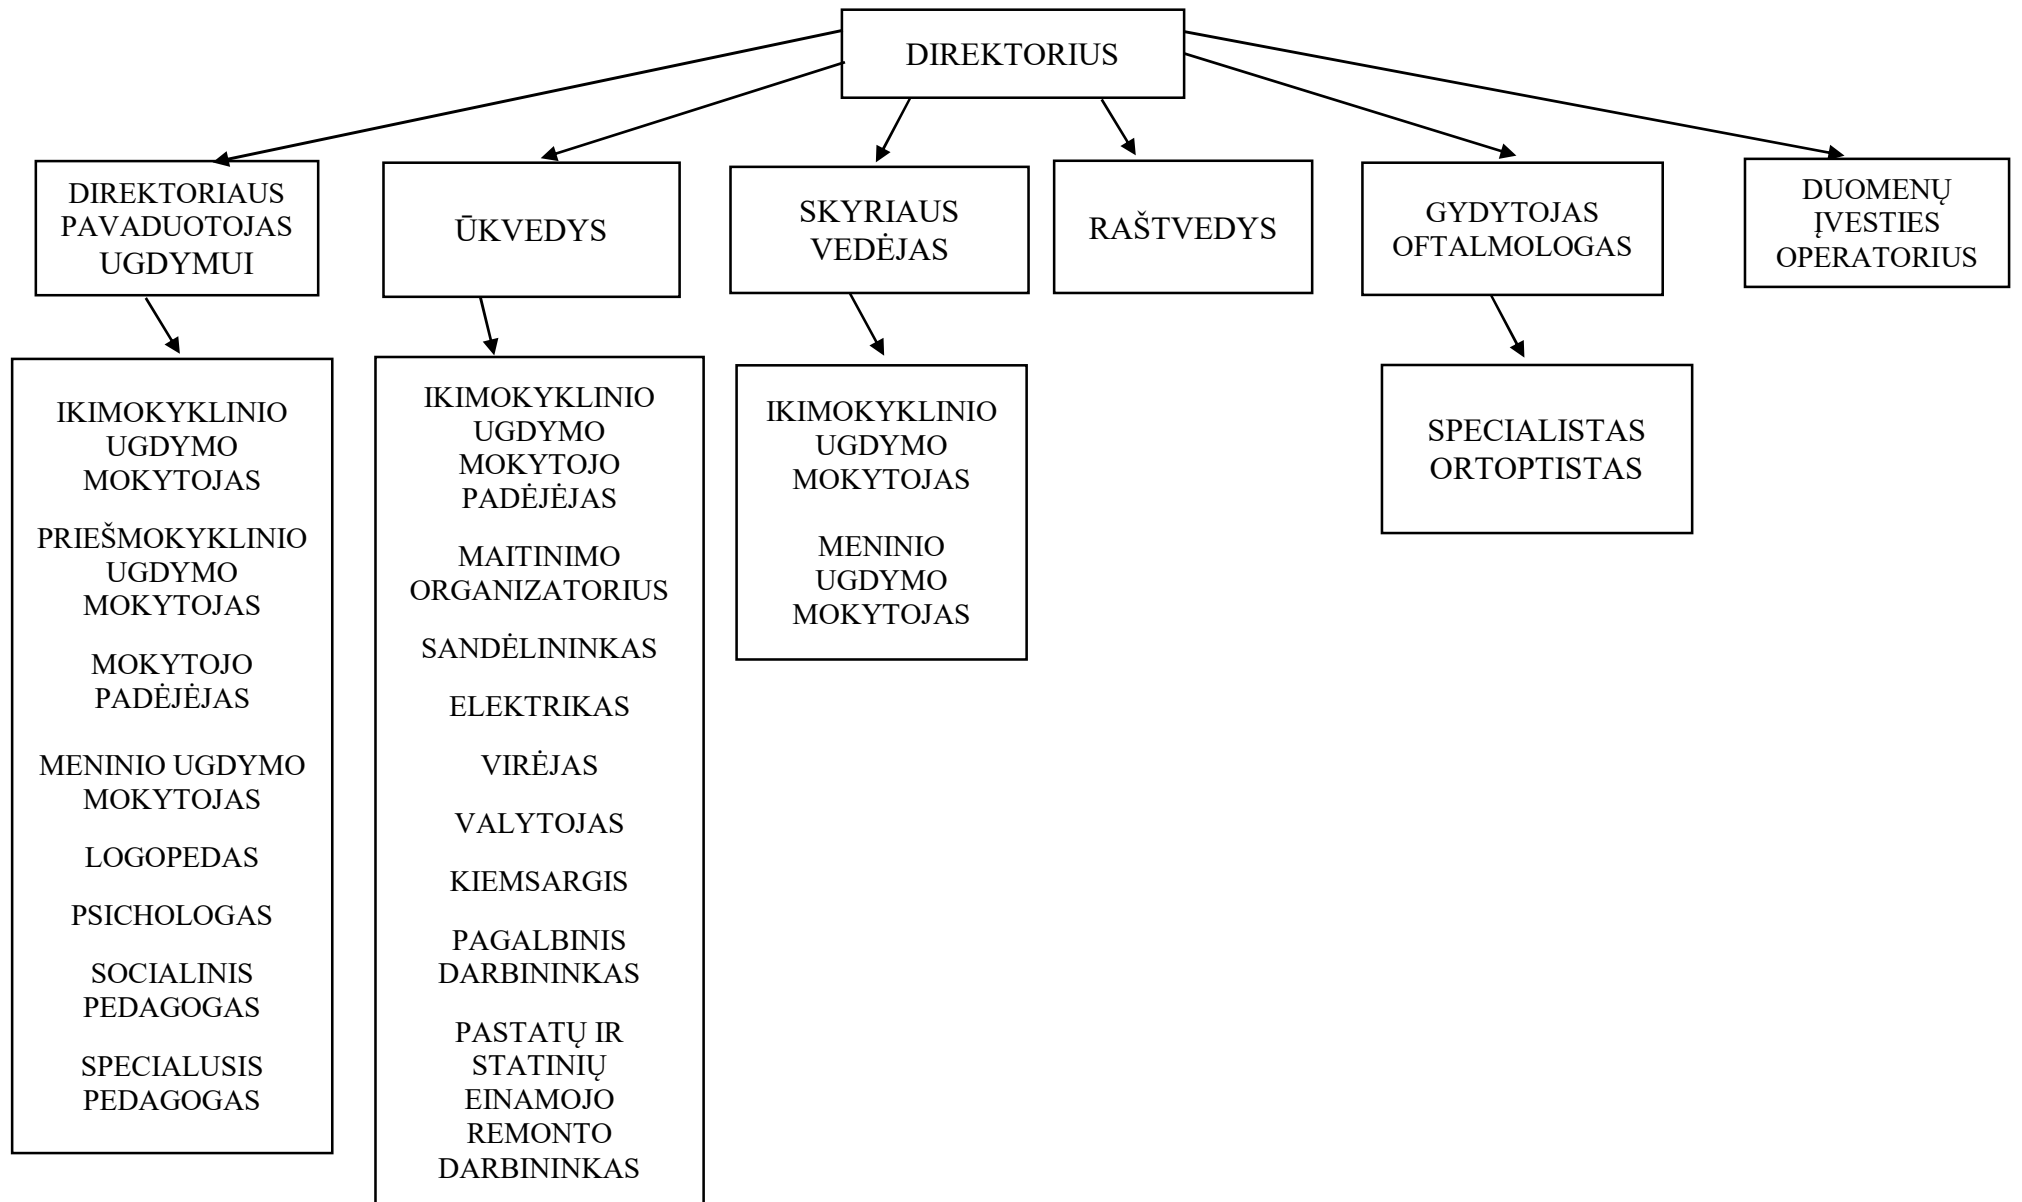 DIREKTORIUS
DIREKTORIAUS
PAVADUOTOJAS
UGDYMUI
ŪKVEDYS
SKYRIAUS
VEDĖJAS
RAŠTVEDYS
GYDYTOJAS
OFTALMOLOGAS
DUOMENŲ
ĮVESTIES
OPERATORIUS
IKIMOKYKLINIO
UGDYMO
MOKYTOJAS
PRIEŠMOKYKLINIO
UGDYMO
MOKYTOJAS
MOKYTOJO
PADĖJĖJAS
MENINIO UGDYMO
MOKYTOJAS
LOGOPEDAS
PSICHOLOGAS
SOCIALINIS
PEDAGOGAS
SPECIALUSIS
PEDAGOGAS
IKIMOKYKLINIO
UGDYMO
MOKYTOJO
PADĖJĖJAS
MAITINIMO
ORGANIZATORIUS
SANDĖLININKAS
ELEKTRIKAS
VIRĖJAS
VALYTOJAS
KIEMSARGIS
PAGALBINIS
DARBININKAS
PASTATŲ IR
STATINIŲ
EINAMOJO
REMONTO
DARBININKAS
IKIMOKYKLINIO
UGDYMO
MOKYTOJAS
MENINIO
UGDYMO
MOKYTOJAS
SPECIALISTAS
ORTOPTISTAS